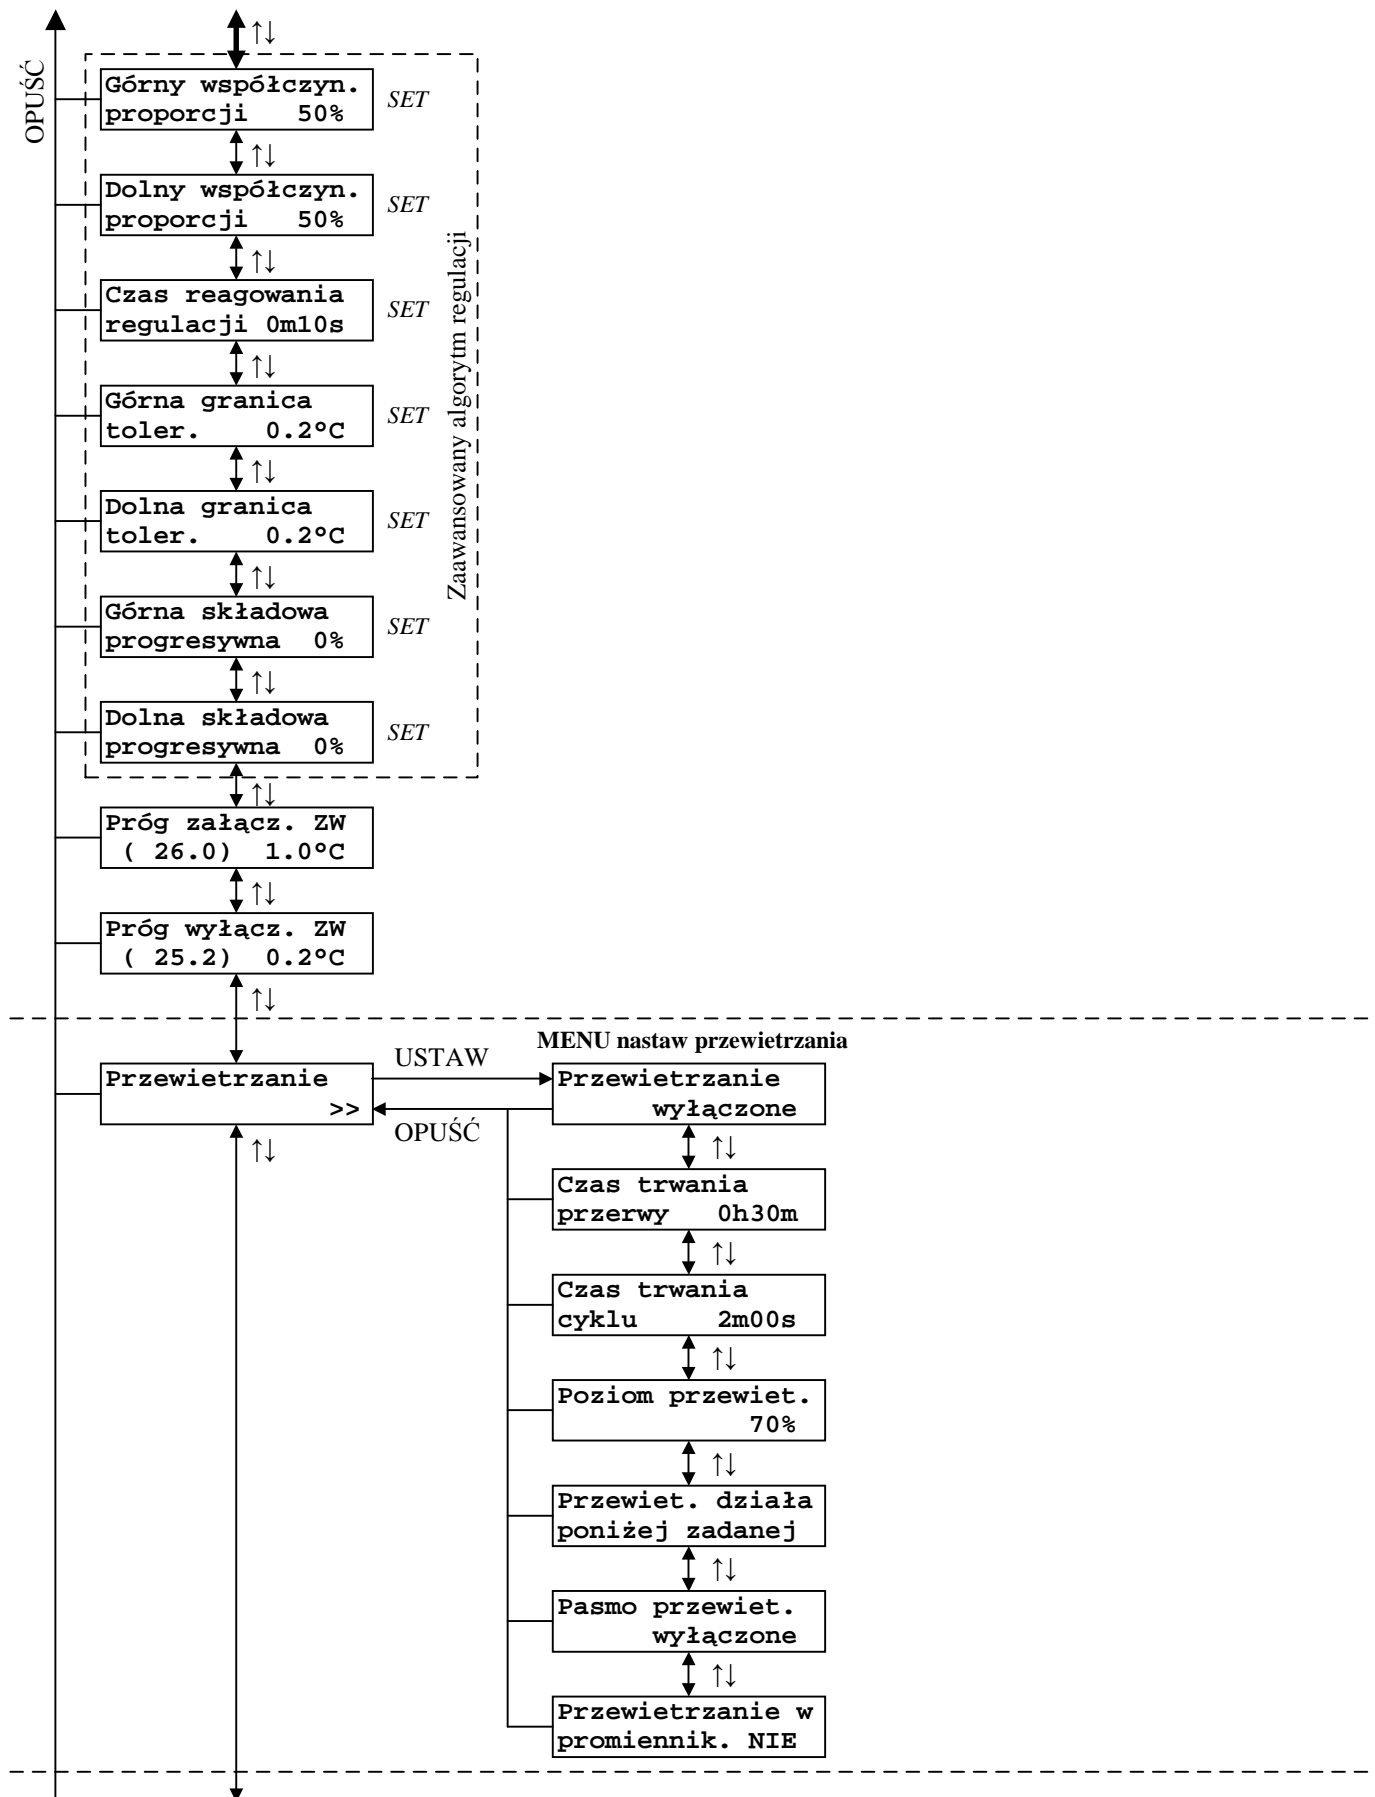 ↑↓
OPUŚĆ
Górny współczyn.
proporcji 50%
SET
↑↓
Dolny współczyn.
proporcji 50%
SET
↑↓
Czas reagowania
regulacji 0m10s
SET
↑↓
Górna granica
toler. 0.2°C
SET
↑↓
Dolna granica
toler. 0.2°C
SET
↑↓
Górna składowa
progresywna 0%
SET
↑↓
Dolna składowa
progresywna 0%
SET
Zaawansowany algorytm regulacji
↑↓
Próg załącz. ZW
( 26.0) 1.0°C
↑↓
Próg wyłącz. ZW
( 25.2) 0.2°C
↑↓
MENU nastaw przewietrzania
Przewietrzanie
>>
USTAW
OPUŚĆ
↑↓
Przewietrzanie
wyłączone
↑↓
Czas trwania
przerwy 0h30m
↑↓
Czas trwania
cyklu 2m00s
↑↓
Poziom przewiet.
70%
↑↓
Przewiet. działa
poniżej zadanej
↑↓
Pasmo przewiet.
wyłączone
↑↓
Przewietrzanie w
promiennik. NIE